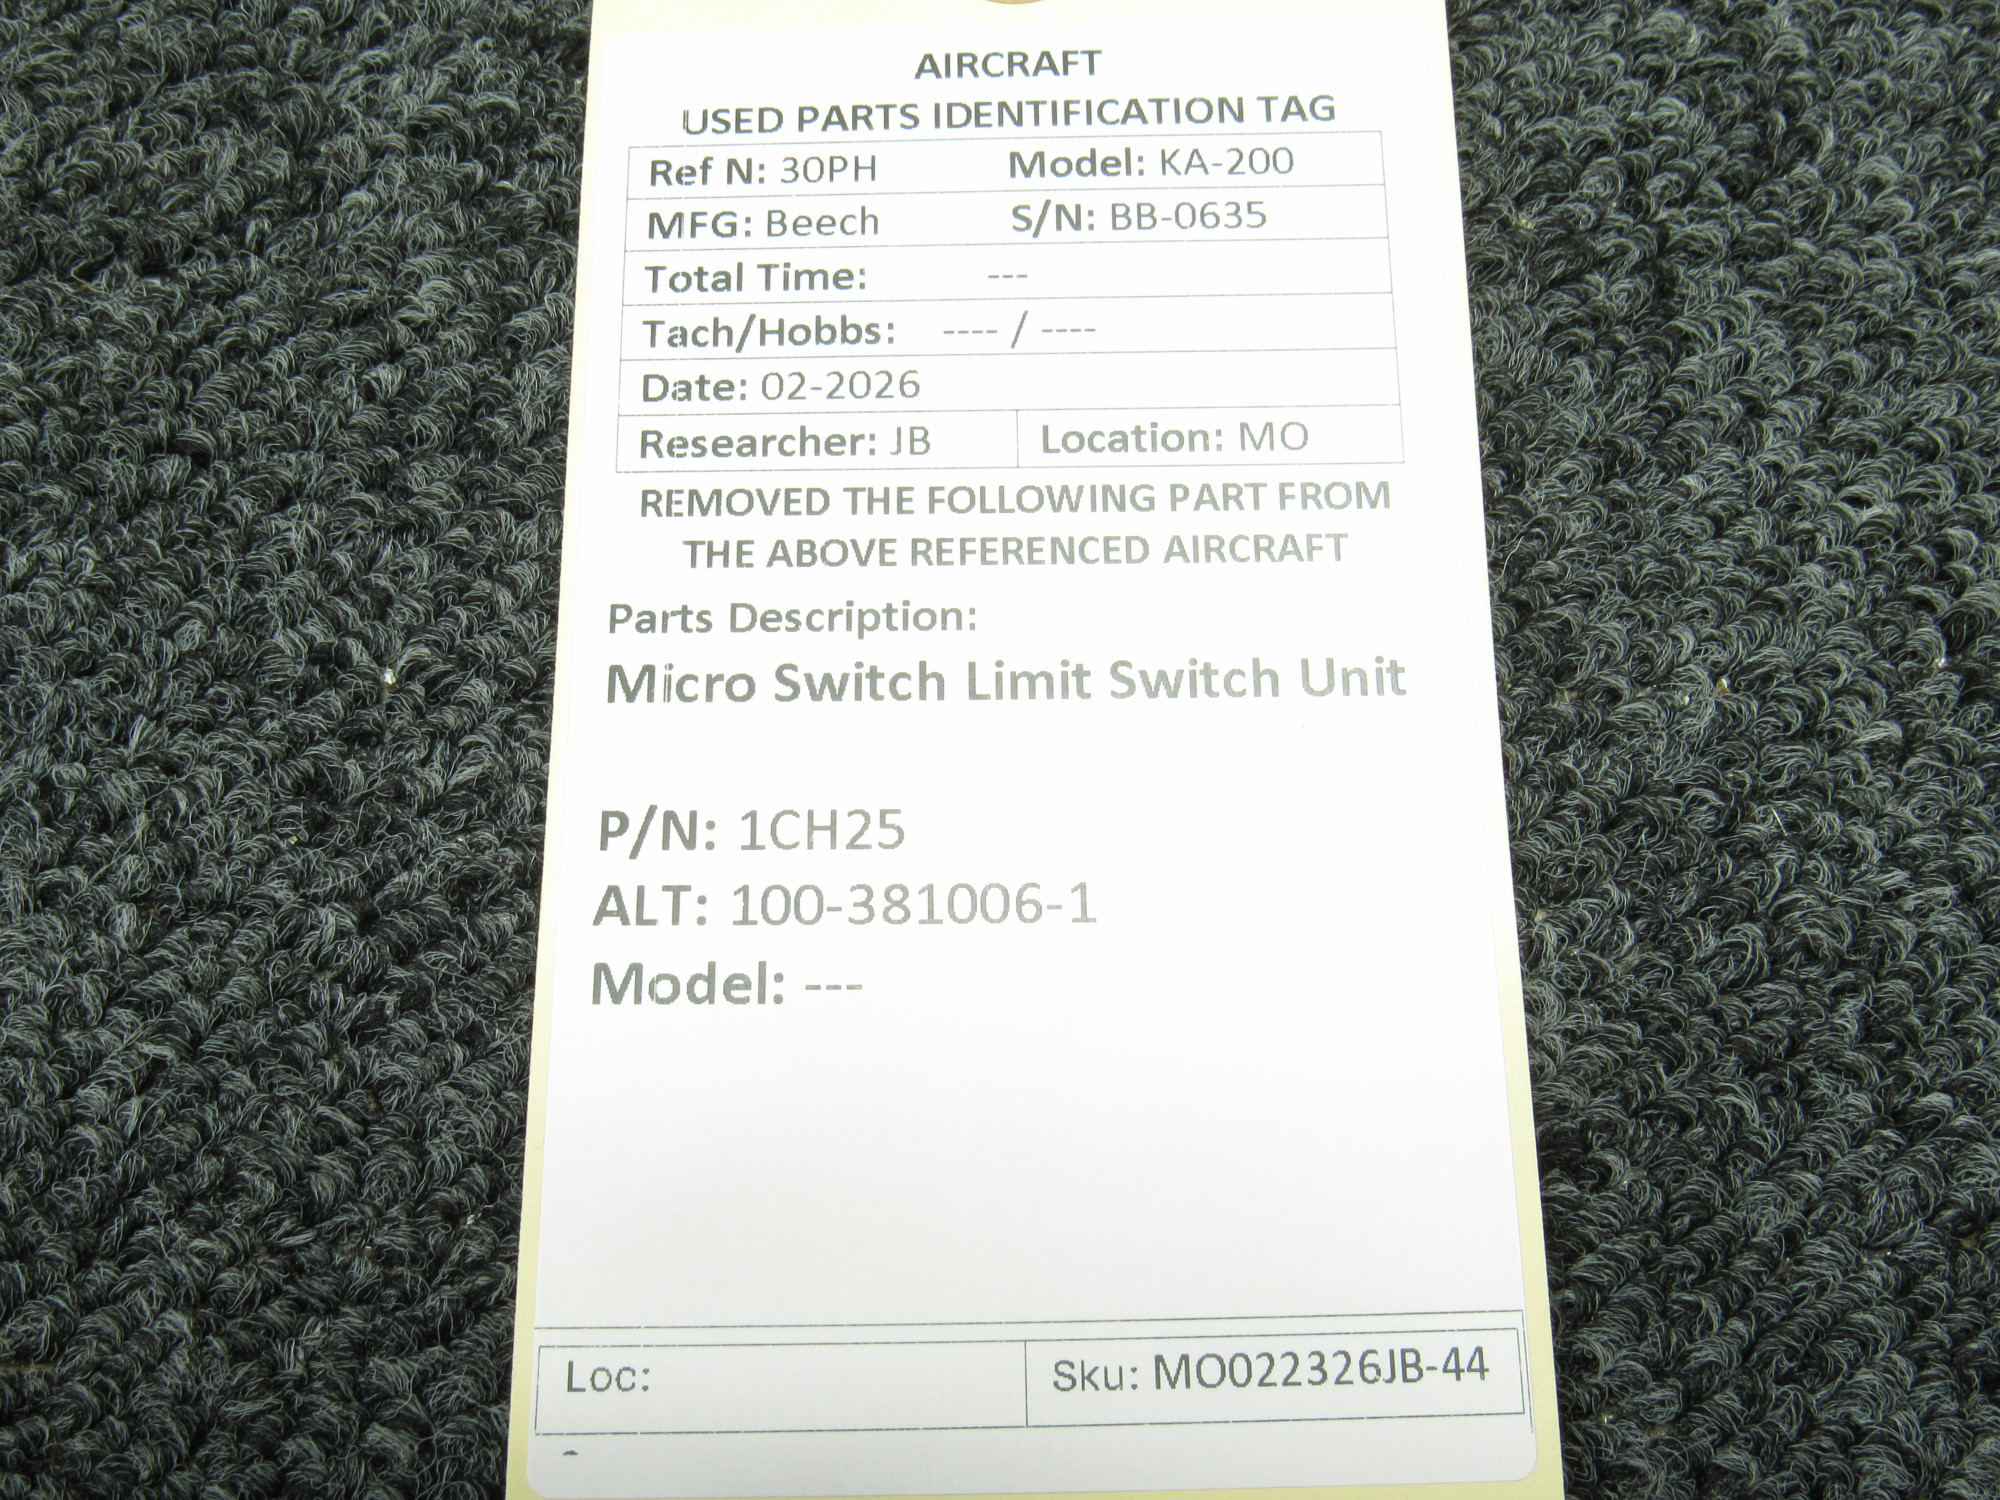 AIRCRAFT
USED PARTS IDENTIFICATION TAG
Ref N: 30PH Model: KA-200
MFG: Beech S/N: BB-0635
Total Time: ---
Tach/Hobbs: ---- / ----
Date: 02-2026
Researcher: JB Location: MO
REMOVED THE FOLLOWING PART FROM
THE ABOVE REFERENCED AIRCRAFT
Parts Description:
Micro Switch Limit Switch Unit
P/N: 1CH25
ALT: 100-381006-1
Model: ---
Loc: Sku: MO022326JB-44